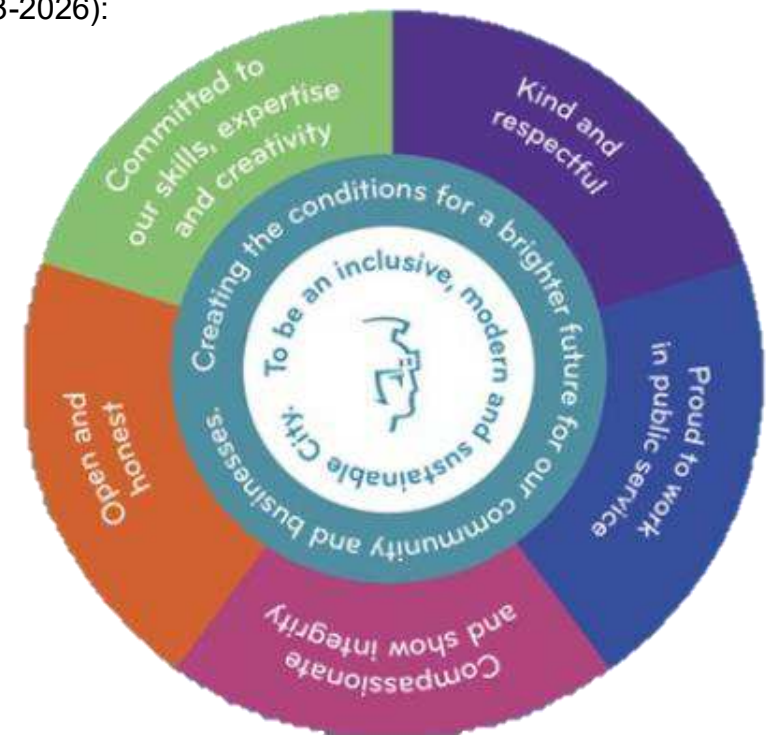 3-2026):
Committed to
our skills, expertise
and creativity
Kind and
respectful
Proud to work
in public service
Compassionate
and show integrity
Open and
honest
Creating the conditions for a brighter future for our community and businesses.
To be an inclusive, modern and sustainable City.